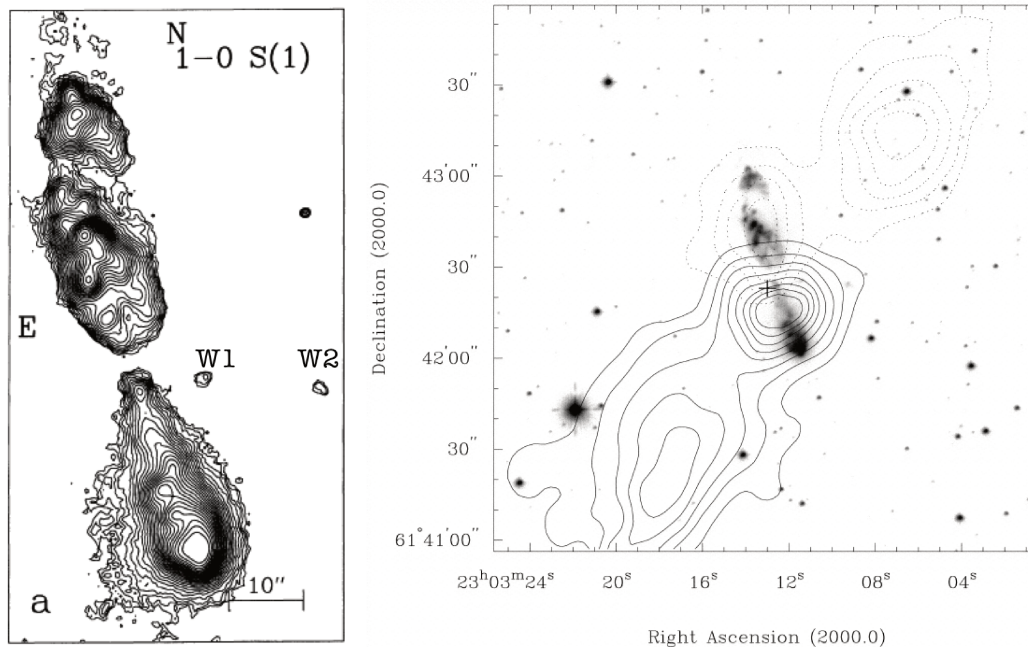 N
1-0 S(1)
E
W1 W2
10"
a
30"
43'00"
30"
42'00"
30"
61°41'00"
Declination (2000.0)
23ʰ03ᵐ24ˢ 20ˢ 16ˢ 12ˢ 08ˢ 04ˢ
Right Ascension (2000.0)